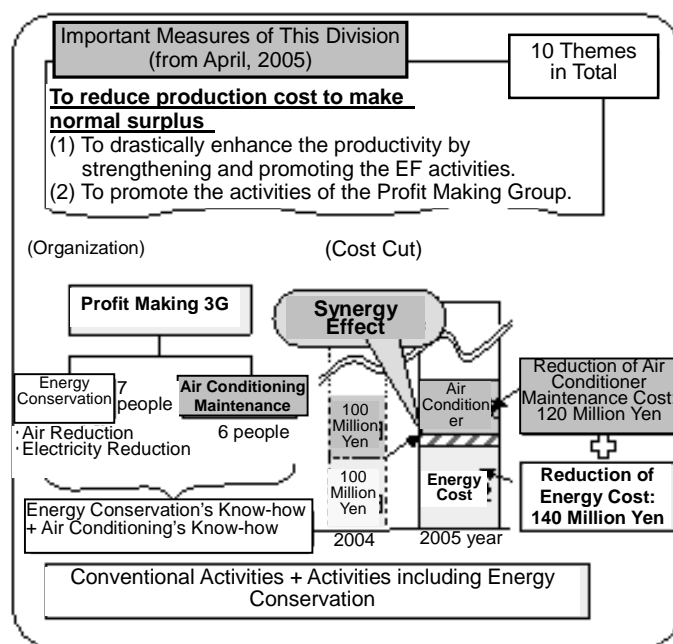 Important Measures of This Division
(from April, 2005)
10 Themes
in Total
To reduce production cost to make
normal surplus
(1) To drastically enhance the productivity by
strengthening and promoting the EF activities.
(2) To promote the activities of the Profit Making Group.
(Organization)
(Cost Cut)
Profit Making 3G
Energy
Conservation
7
people
Air Conditioning
Maintenance
6 people
· Air Reduction
· Electricity Reduction
Energy Conservation's Know-how
+ Air Conditioning's Know-how
Synergy
Effect
100
Million
Yen
100
Million
Yen
Air
Condition
er
Energy
Cost
2004
2005 year
Reduction of Air
Conditioner
Maintenance Cost:
120 Million Yen
Reduction of
Energy Cost:
140 Million Yen
Conventional Activities + Activities including Energy
Conservation